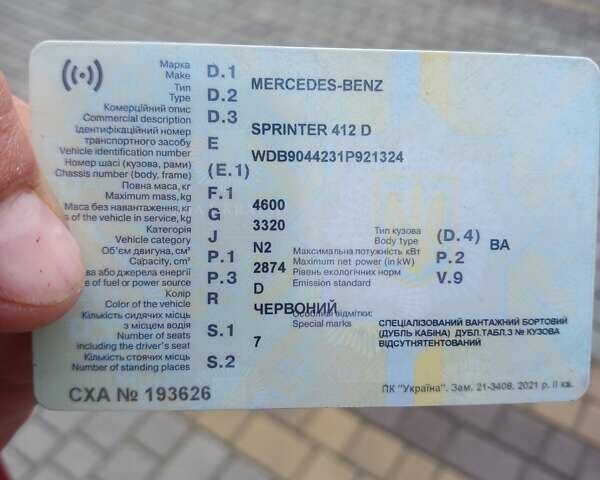 Марка
Make D.1 MERCEDES-BENZ
Тип
Type D.2
Комерційний опис
Commercial description D.3 SPRINTER 412 D
Ідентифікаційний номер
транспортного засобу E WDB9044231P921324
Vehicle identification number
Номер шасі (кузова, рами) (E.1)
Chassis number (body, frame)
Повна маса, кг F.1 4600
Maximum mass, kg
Маса без навантаження, кг G 3320
of the vehicle in service, kg
Категорія J N2
Vehicle category
Об'єм двигуна, см³ P.1 2874
Capacity, cm³
ва або джерела енергії P.3 D
of fuel or power source
Колір R ЧЕРВОНИЙ
Color of the vehicle
Кількість сидячих місць
з місцем водія S.1 7
Number of seats
including the driver's seat
Кількість стоячих місць S.2
Number of standing places
Тип кузова (D.4) ВА
Body type
Максимальна потужність кВт P.2
Maximum net power (in kW)
Рівень екологічних норм V.9
Emission standard
Особливі відмітки:
Special marks
СПЕЦІАЛІЗОВАНИЙ ВАНТАЖНИЙ БОРТОВИЙ
(ДУБЛЬ КАБІНА) ДУБЛ.ТАБЛ.З № КУЗОВА
ВІДСУТНЯТЕНТОВАНИЙ
СХА № 193626
ПК "Україна". Зам. 21-3408. 2021 р. II кв.